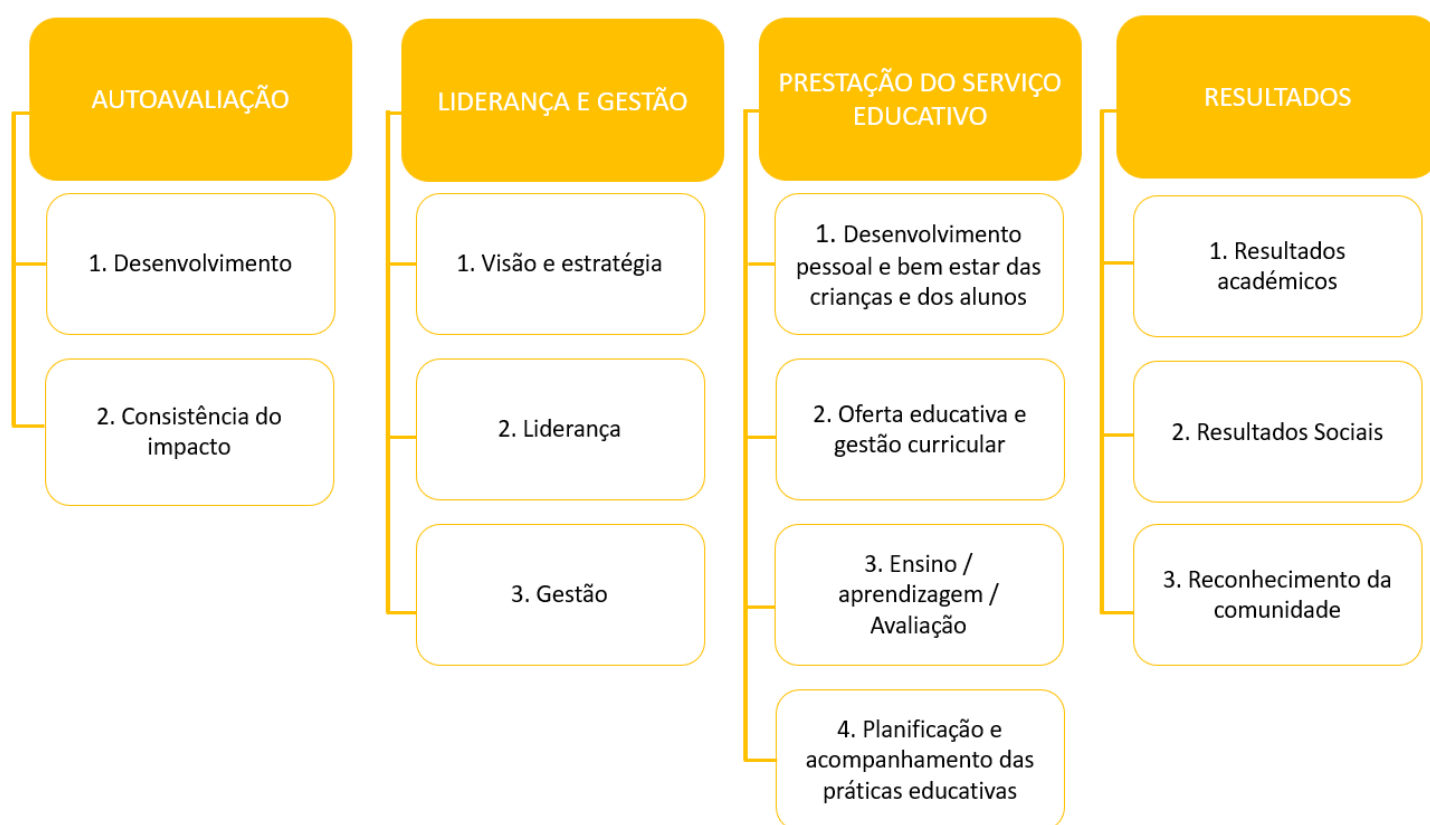 AUTOAVALIAÇÃO
1. Desenvolvimento
2. Consistência do
impacto
LIDERANÇA E GESTÃO
1. Visão e estratégia
2. Liderança
3. Gestão
PRESTAÇÃO DO SERVIÇO
EDUCATIVO
1. Desenvolvimento
pessoal e bem estar das
crianças e dos alunos
2. Oferta educativa e
gestão curricular
3. Ensino /
aprendizagem /
Avaliação
4. Planificação e
acompanhamento das
práticas educativas
RESULTADOS
1. Resultados
académicos
2. Resultados Sociais
3. Reconhecimento da
comunidade